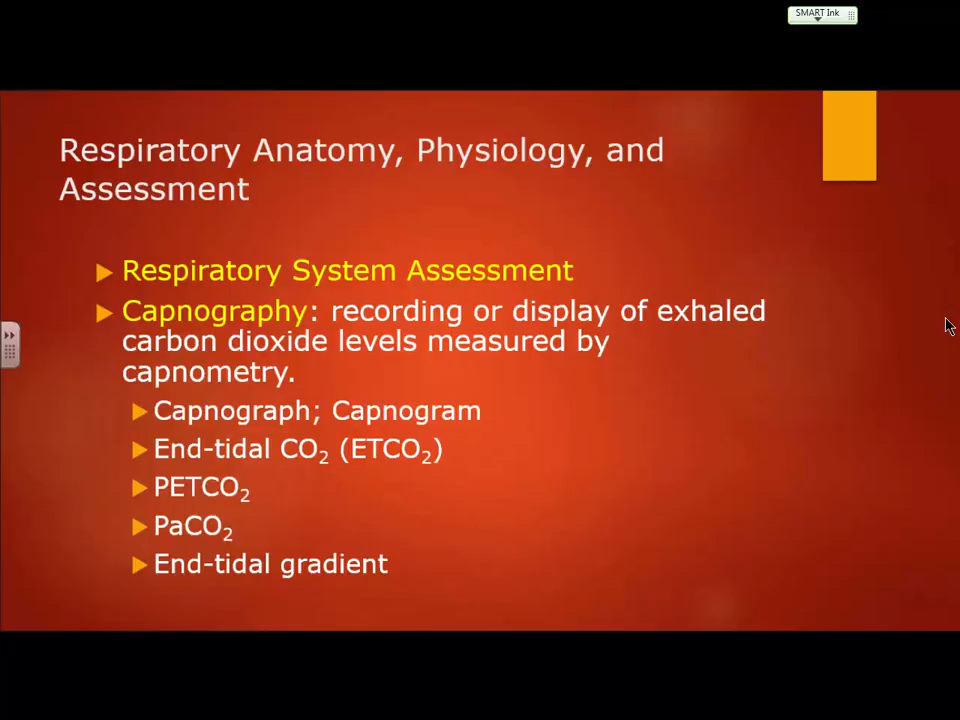 SMART Ink
Respiratory Anatomy, Physiology, and
Assessment
Respiratory System Assessment
Capnography: recording or display of exhaled
carbon dioxide levels measured by
capnometry.
Capnograph; Capnogram
End-tidal CO₂ (ETCO₂)
PETCO₂
PaCO₂
End-tidal gradient